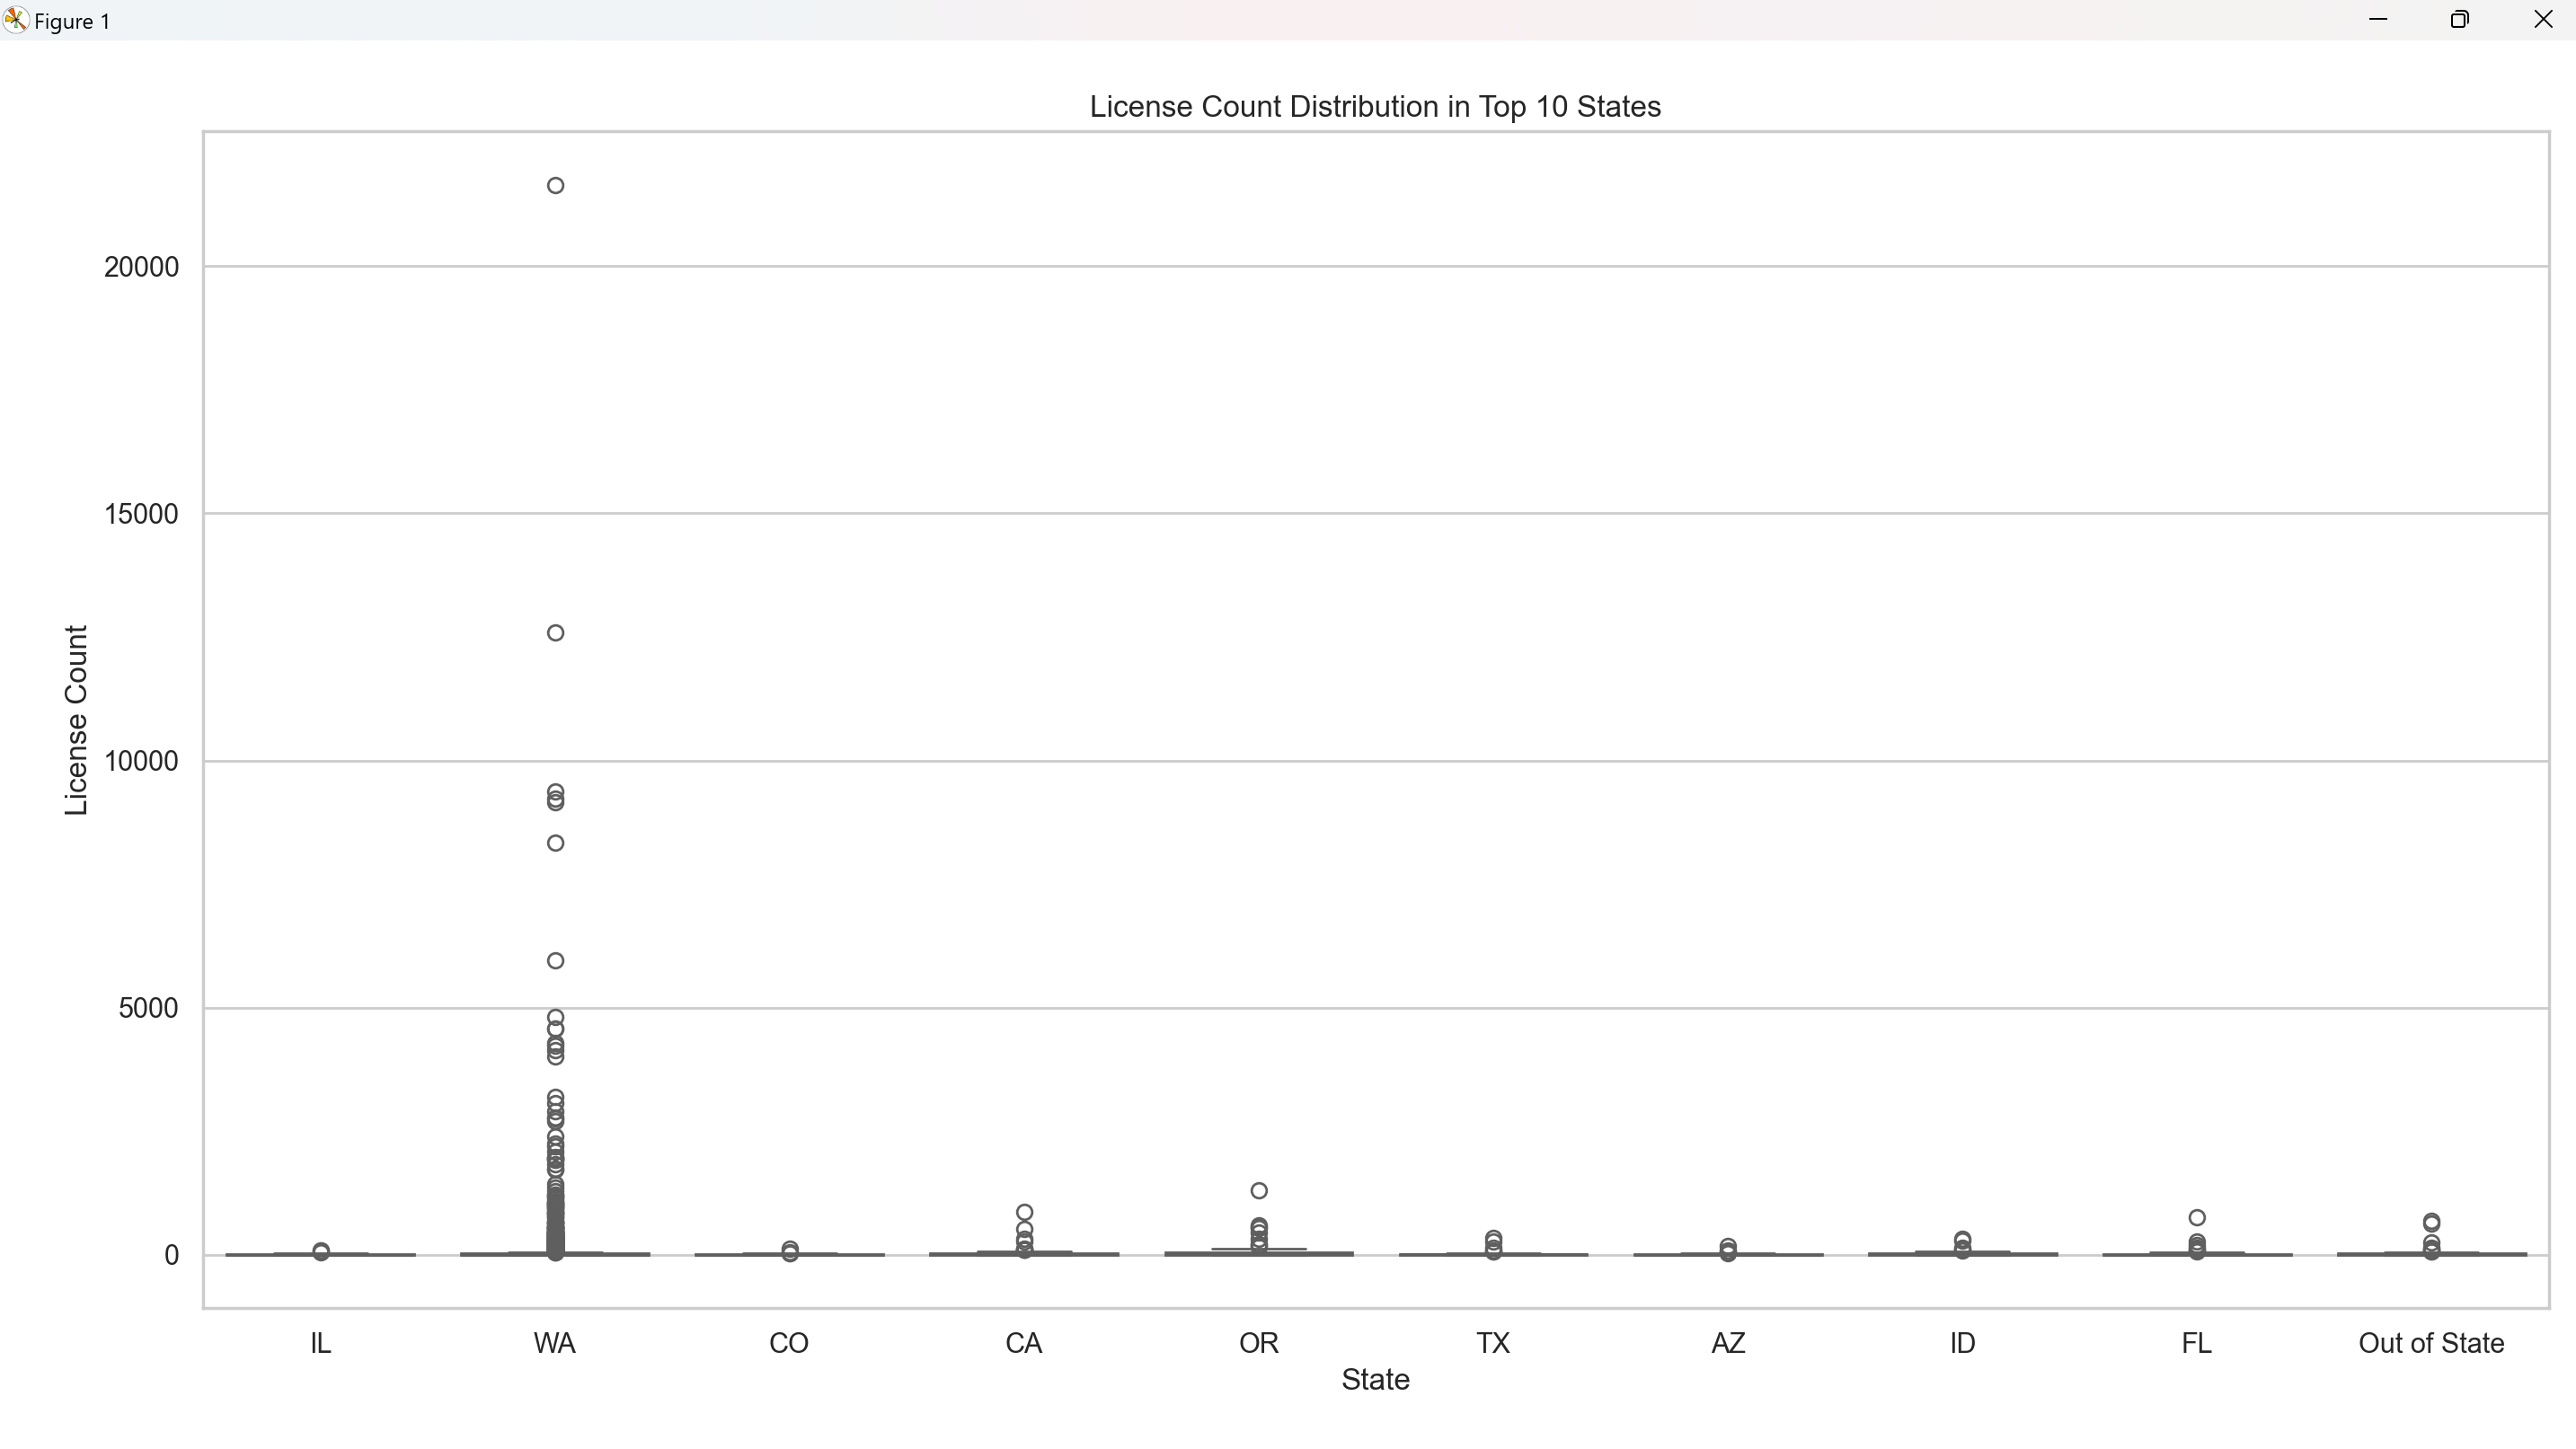 Figure 1
License Count Distribution in Top 10 States
20000
15000
10000
5000
0
License Count
IL WA CO CA OR TX AZ ID FL Out of State
State